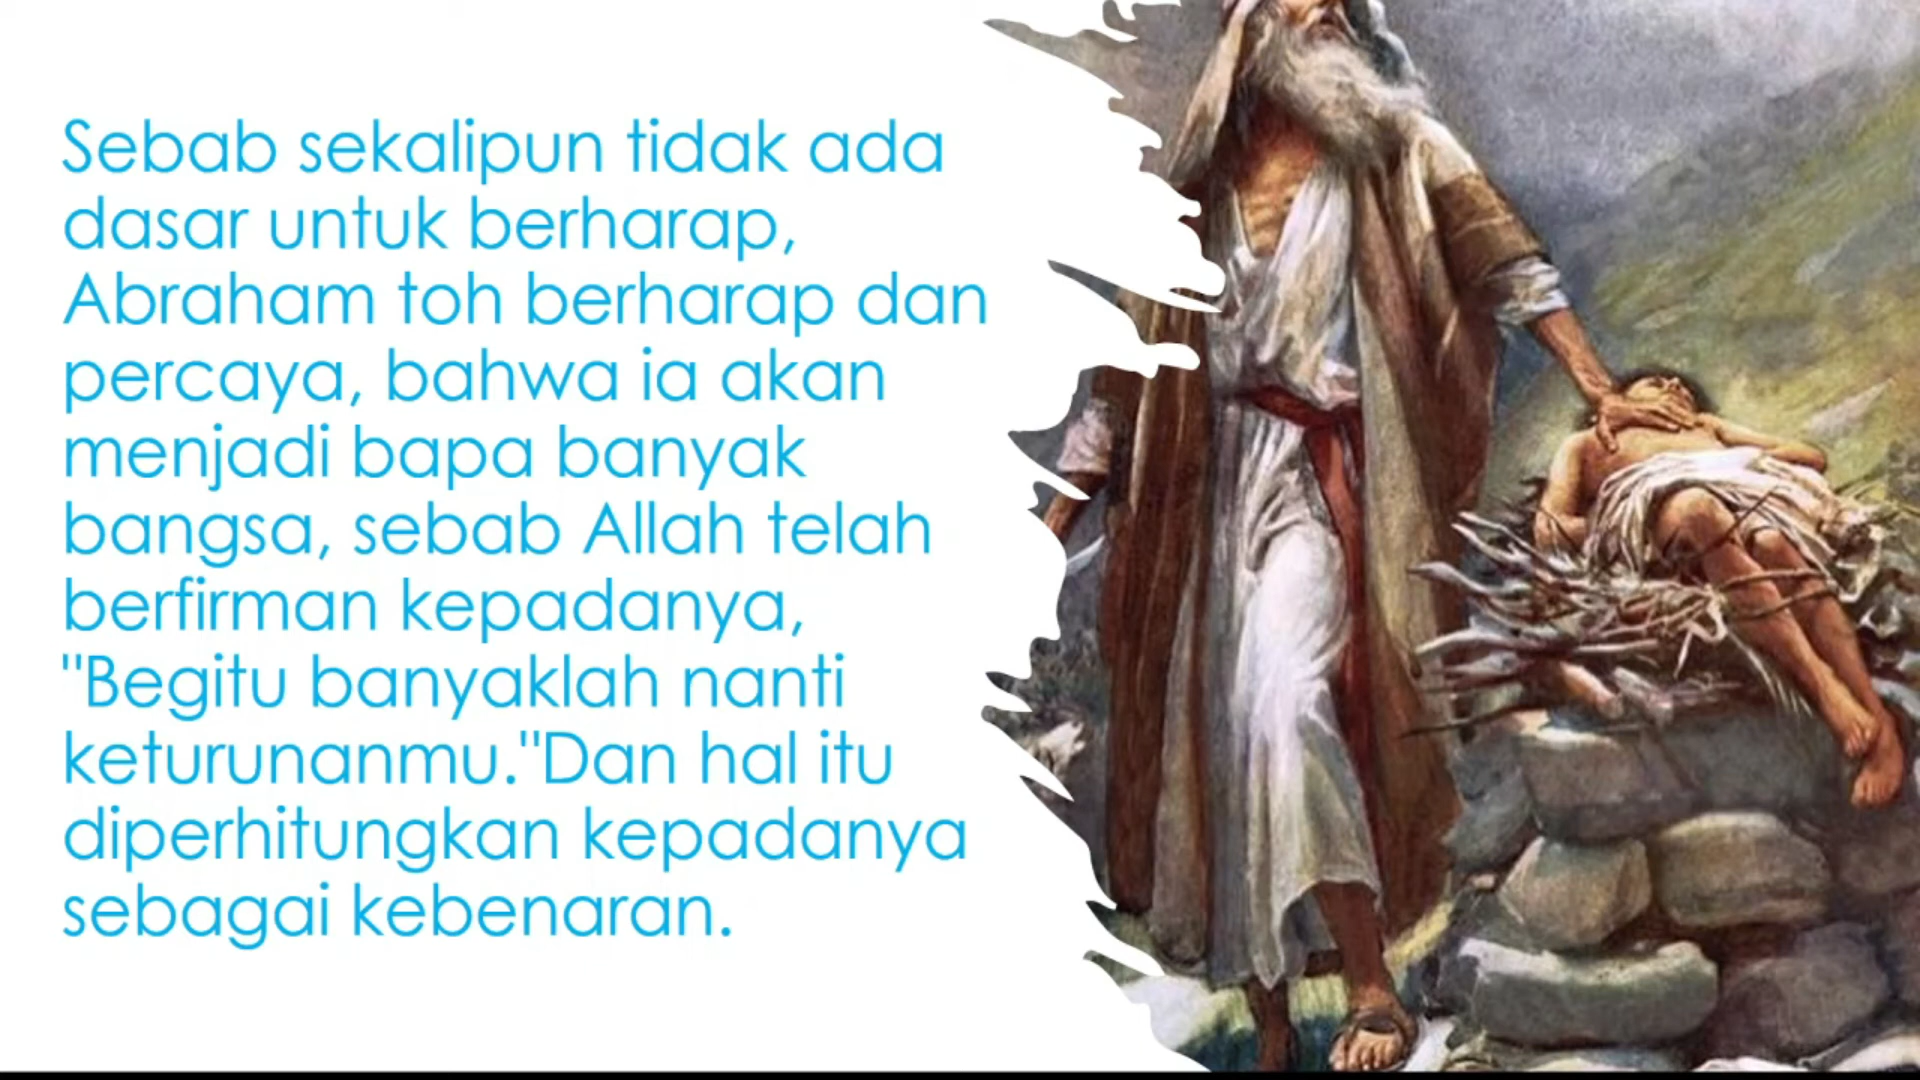 Sebab sekalipun tidak ada
dasar untuk berharap,
Abraham toh berharap dan
percaya, bahwa ia akan
menjadi bapa banyak
bangsa, sebab Allah telah
berfirman kepadanya,
"Begitu banyaklah nanti
keturunanmu."Dan hal itu
diperhitungkan kepadanya
sebagai kebenaran.